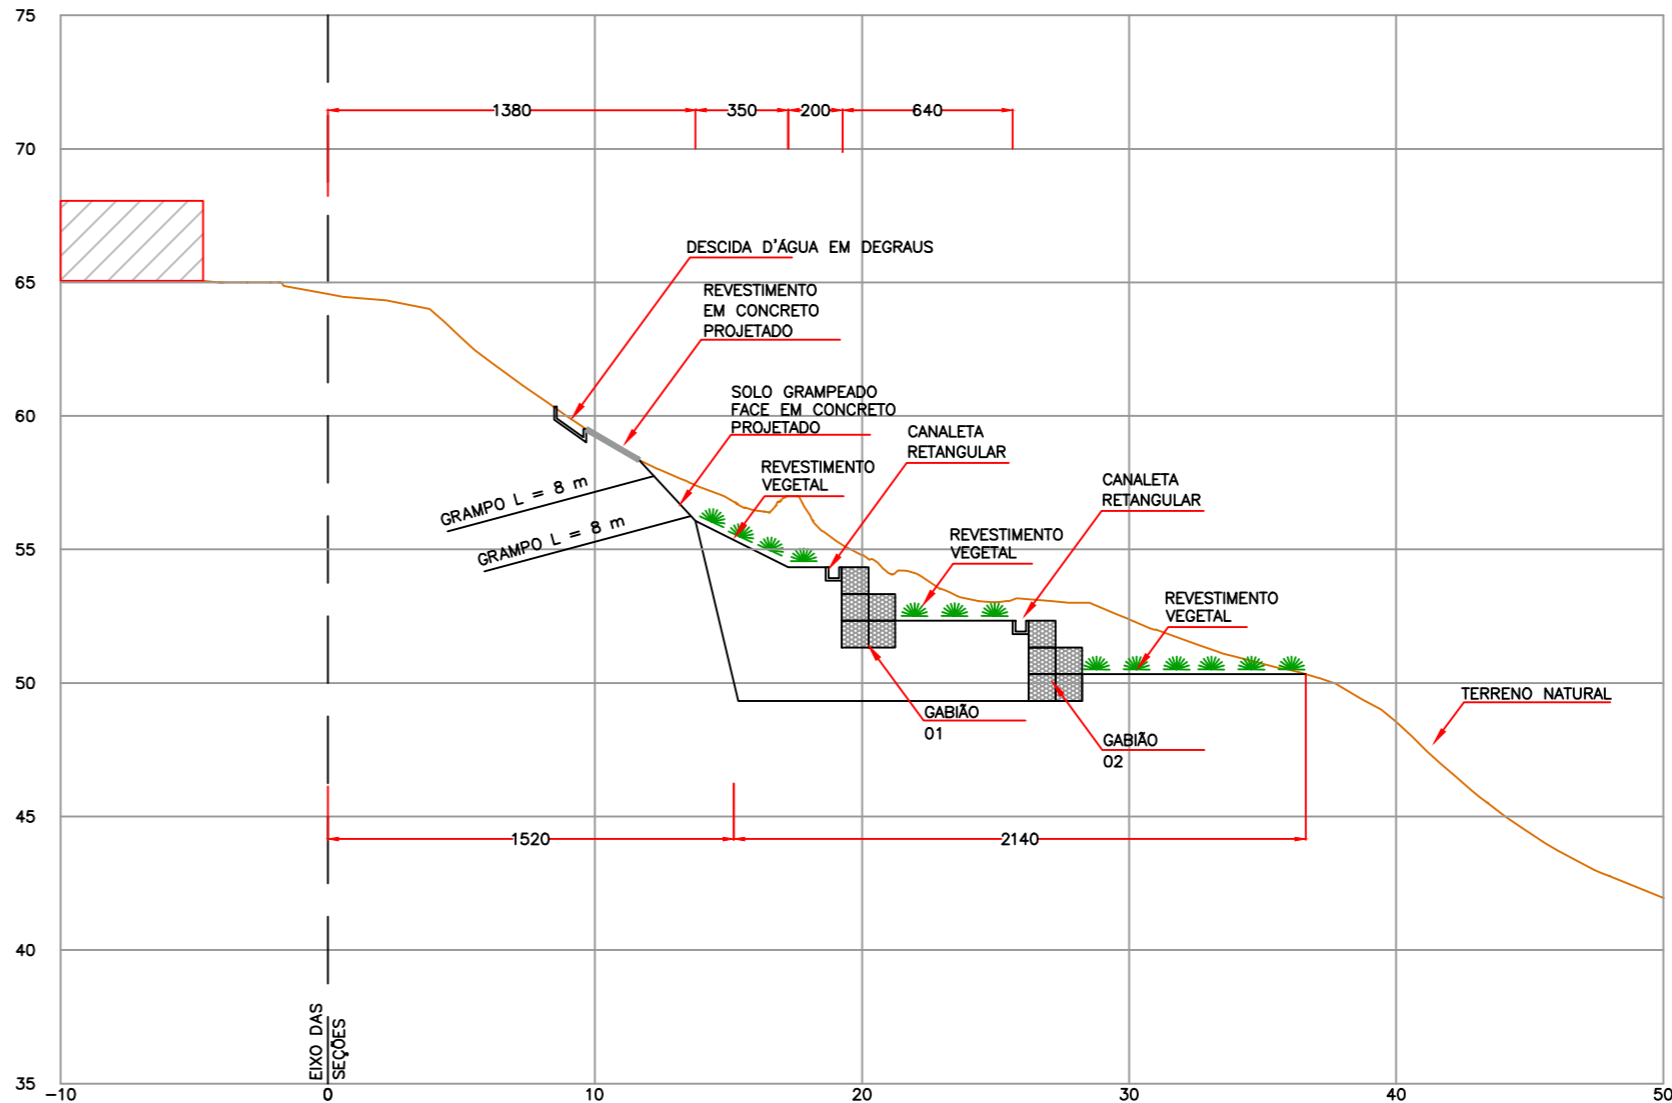 75
1380
350
200
640
70
DESCIDA D'ÁGUA EM DEGRAUS
65
REVESTIMENTO
EM CONCRETO
PROJETADO
SOLO GRAMPEADO
FACE EM CONCRETO
PROJETADO
60
CANALETA
RETANGULAR
REVESTIMENTO
VEGETAL
CANALETA
RETANGULAR
GRAMPO L = 8 m
GRAMPO L = 8 m
55
REVESTIMENTO
VEGETAL
REVESTIMENTO
VEGETAL
50
TERRENO NATURAL
GABIÃO
01
GABIÃO
02
45
1520
2140
40
EIXO DAS
SEÇÕES
35
-10
0
10
20
30
40
50